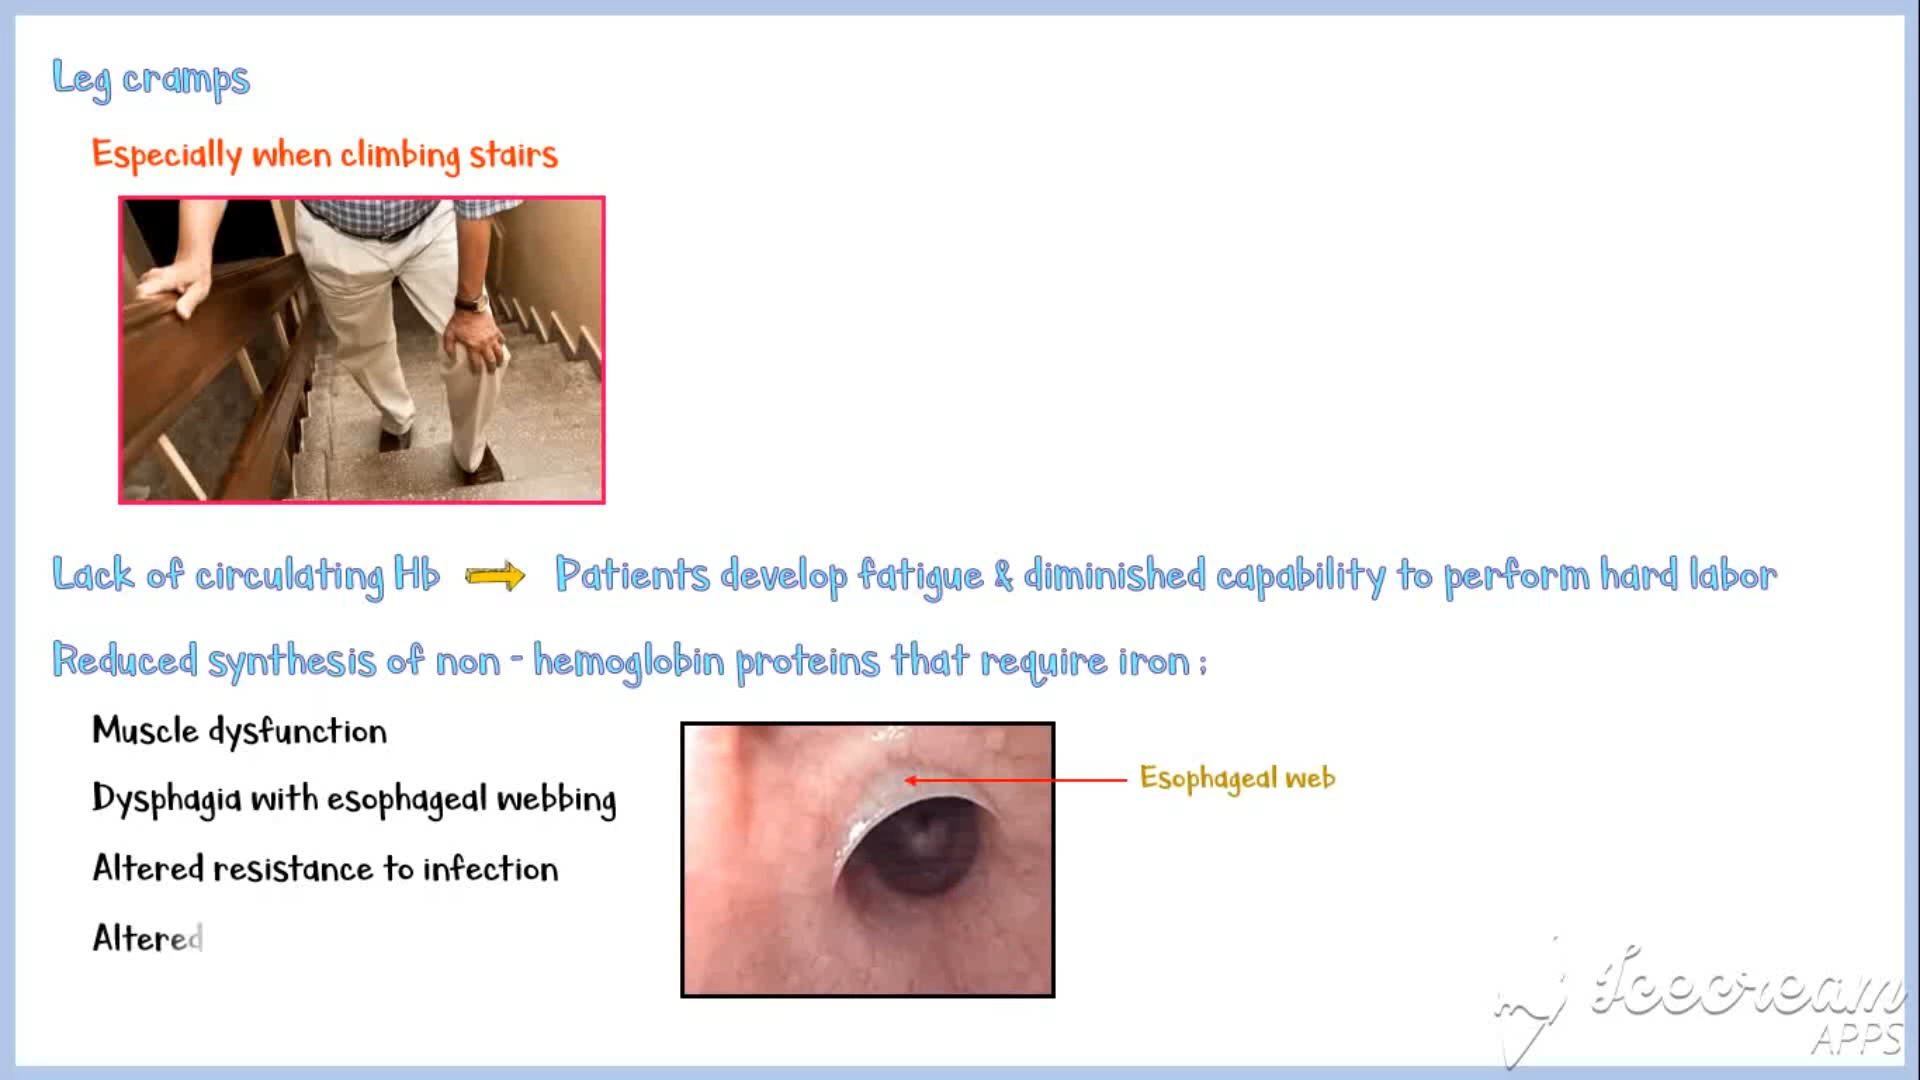 Leg cramps
Especially when climbing stairs
Lack of circulating Hb Patients develop fatigue & diminished capability to perform hard labor
Reduced synthesis of non - hemoglobin proteins that require iron ;
Muscle dysfunction
Dysphagia with esophageal webbing
Esophageal web
Altered resistance to infection
Altered
Icecream
APPS